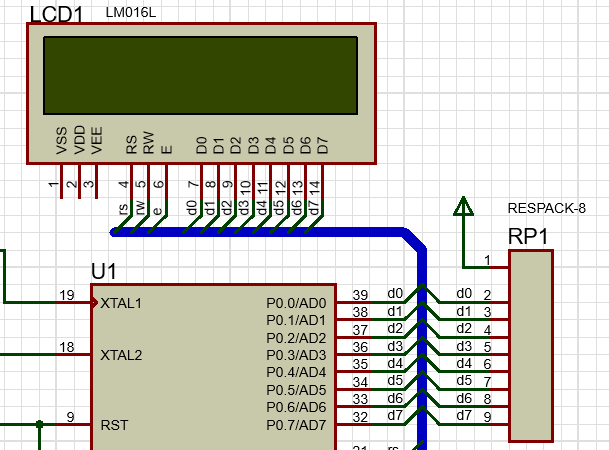 LCD1 LM016L
VSS VDD VEE RS RW E D0 D1 D2 D3 D4 D5 D6 D7
1 2 3 4 5 6 7 8 9 10 11 12 13 14
rs rw e d0 d1 d2 d3 d4 d5 d6 d7
RESPACK-8
RP1
1
U1
19 XTAL1 P0.0/AD0 39 d0 d0 2
P0.1/AD1 38 d1 d1 3
P0.2/AD2 37 d2 d2 4
18 XTAL2 P0.3/AD3 36 d3 d3 5
P0.4/AD4 35 d4 d4 6
P0.5/AD5 34 d5 d5 7
P0.6/AD6 33 d6 d6 8
9 RST P0.7/AD7 32 d7 d7 9